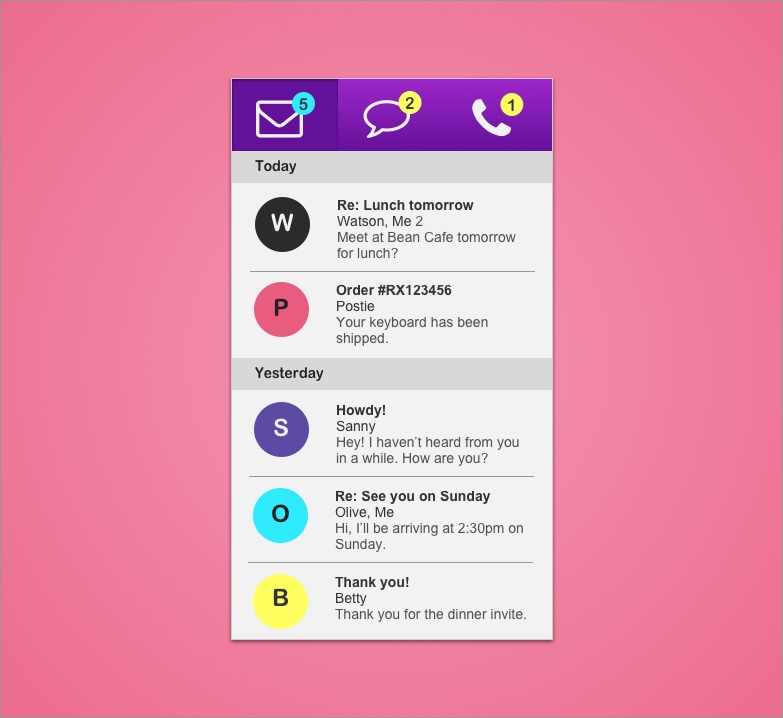 5
2
1
Today
W
Re: Lunch tomorrow
Watson, Me 2
Meet at Bean Cafe tomorrow
for lunch?
P
Order #RX123456
Postie
Your keyboard has been
shipped.
Yesterday
S
Howdy!
Sanny
Hey! I haven't heard from you
in a while. How are you?
O
Re: See you on Sunday
Olive, Me
Hi, I'll be arriving at 2:30pm on
Sunday.
B
Thank you!
Betty
Thank you for the dinner invite.